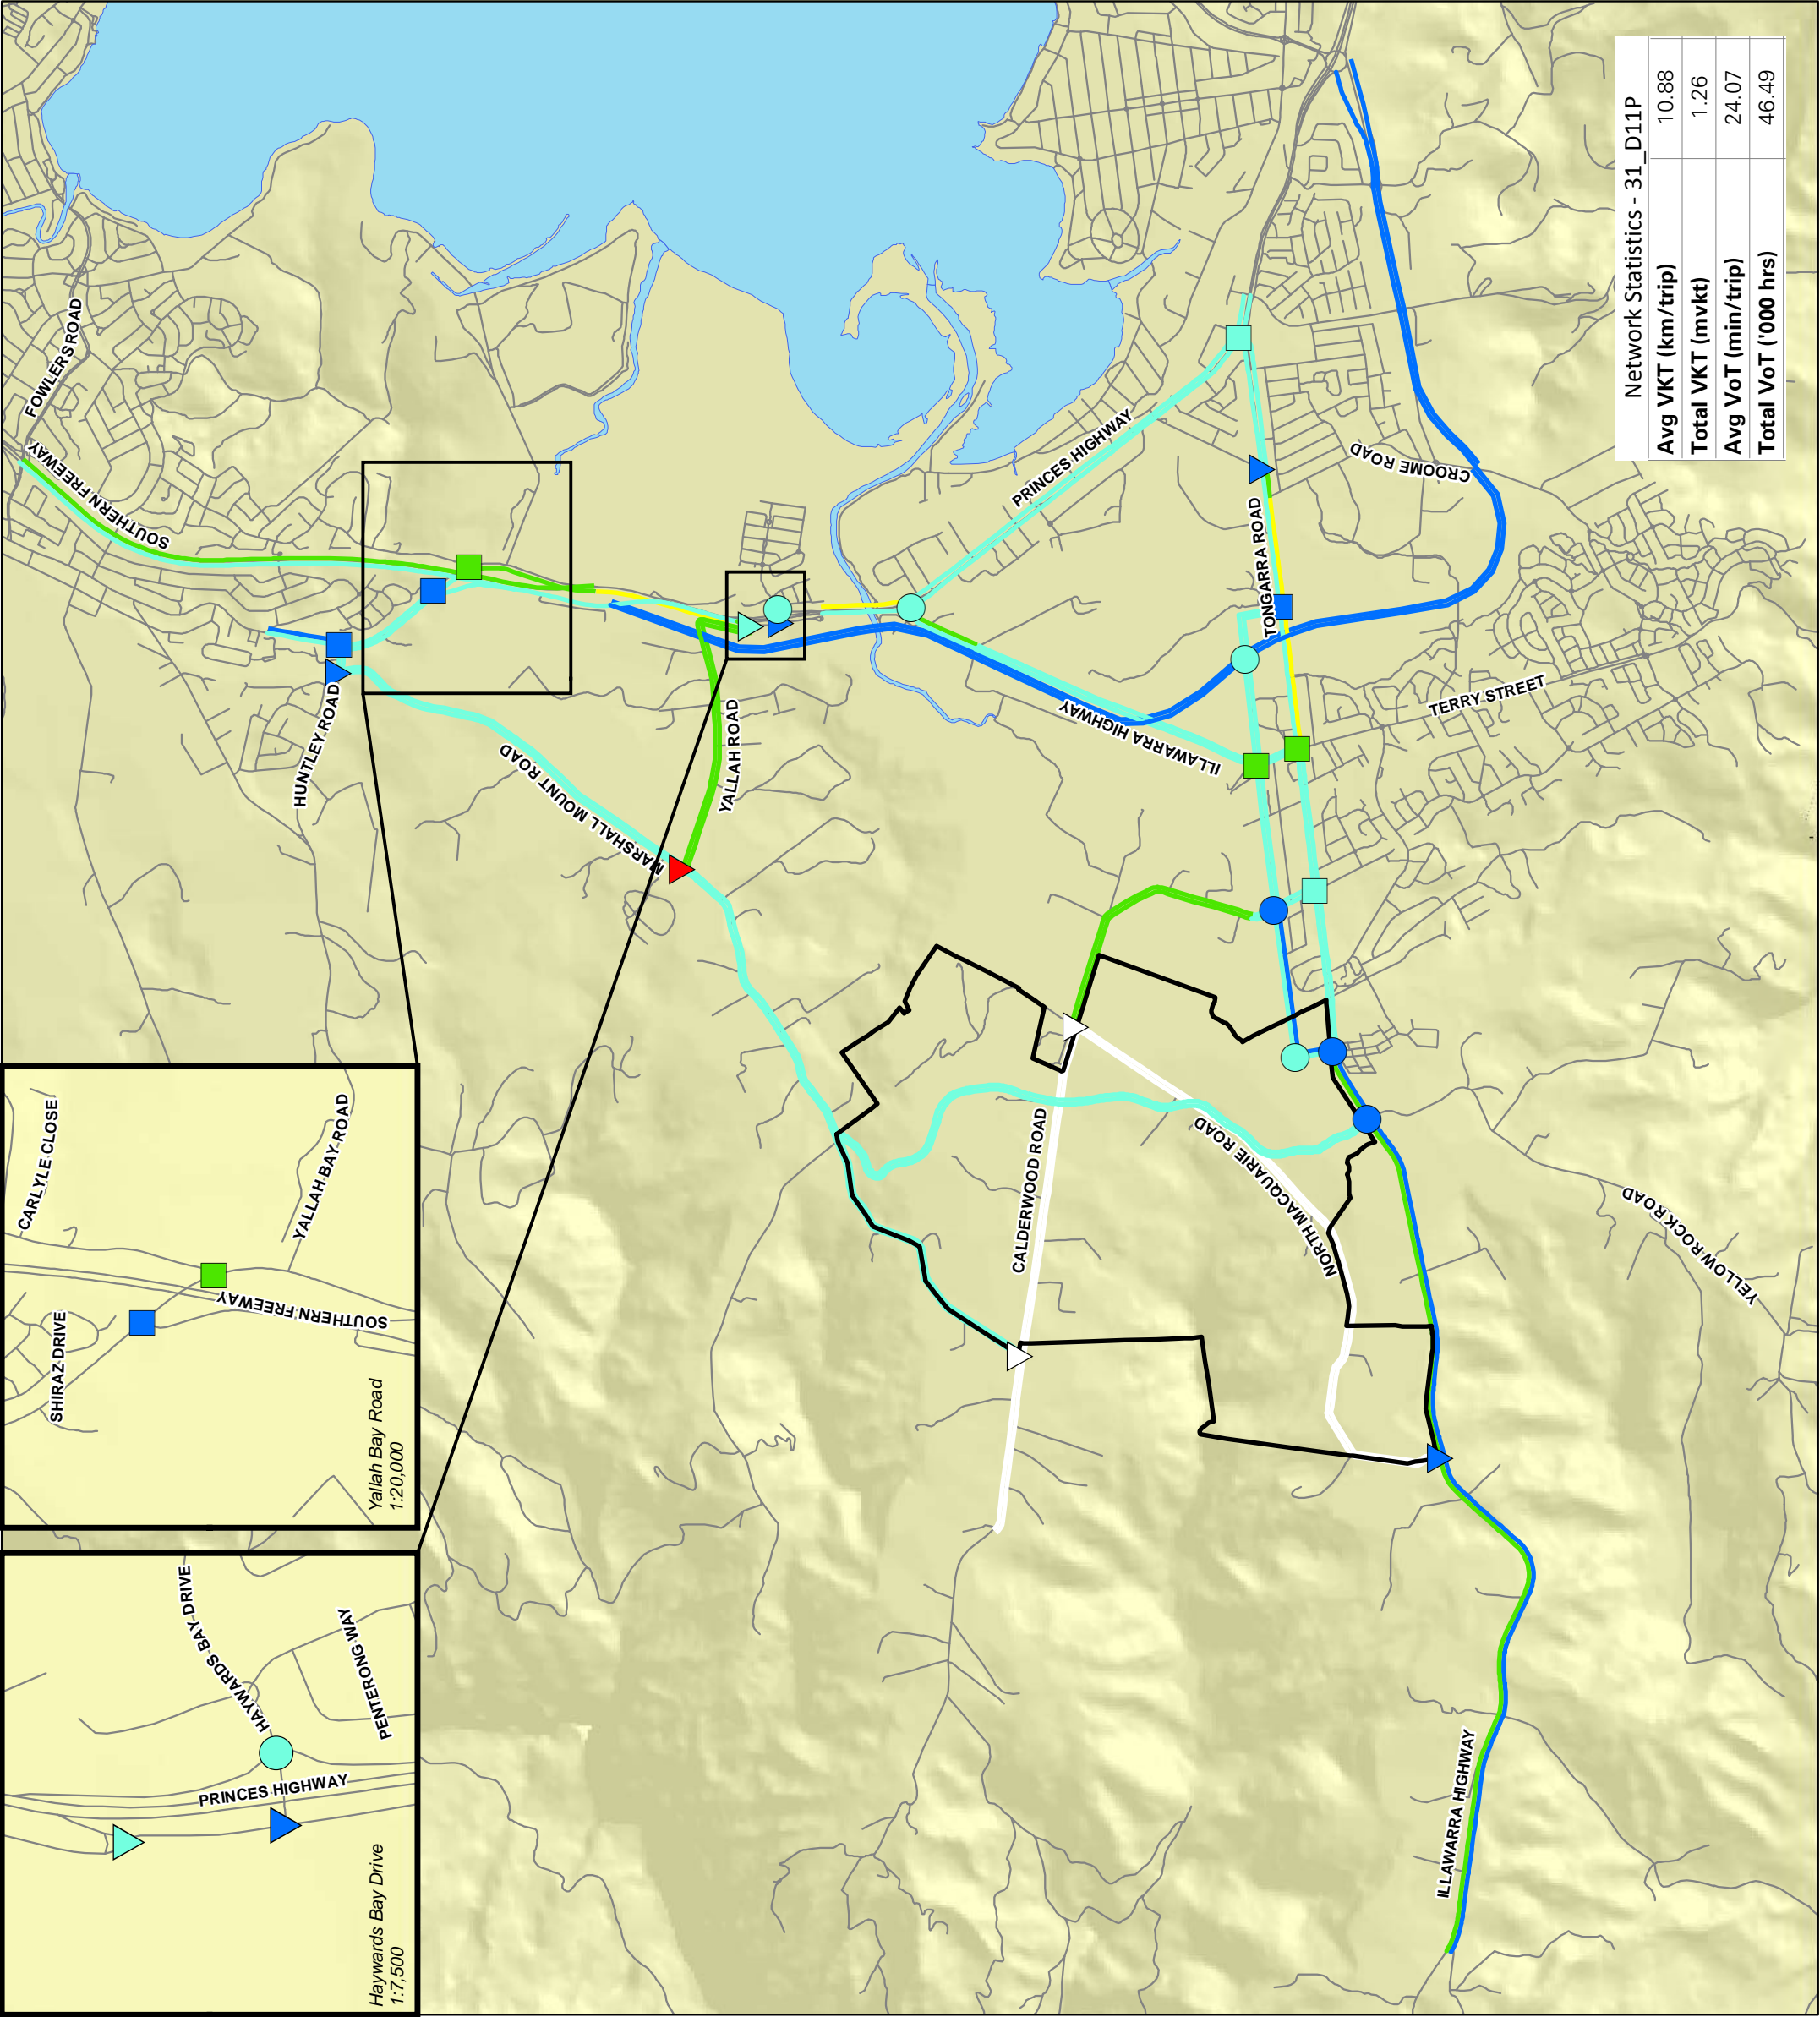 Haywards Bay Drive
1:7,500
HAYWARDS BAY DRIVE
PENTERONG WAY
PRINCES HIGHWAY
Yallah Bay Road
1:20,000
CARLYLE CLOSE
YALLAH BAY ROAD
SHIRAZ DRIVE
SOUTHERN FREEWAY
FOWLERS ROAD
SOUTHERN FREEWAY
HUNTLEY ROAD
MARSHALL MOUNT ROAD
YALLAH ROAD
PRINCES HIGHWAY
ILLAWARRA HIGHWAY
TONGARRA ROAD
CROOME ROAD
TERRY STREET
CALDERWOOD ROAD
NORTH MACQUARIE ROAD
YELLOW ROCK ROAD
ILLAWARRA HIGHWAY
Network Statistics - 31_D11P
Avg VKT (km/trip) 10.88
Total VKT (mvkt) 1.26
Avg VoT (min/trip) 24.07
Total VoT ('000 hrs) 46.49